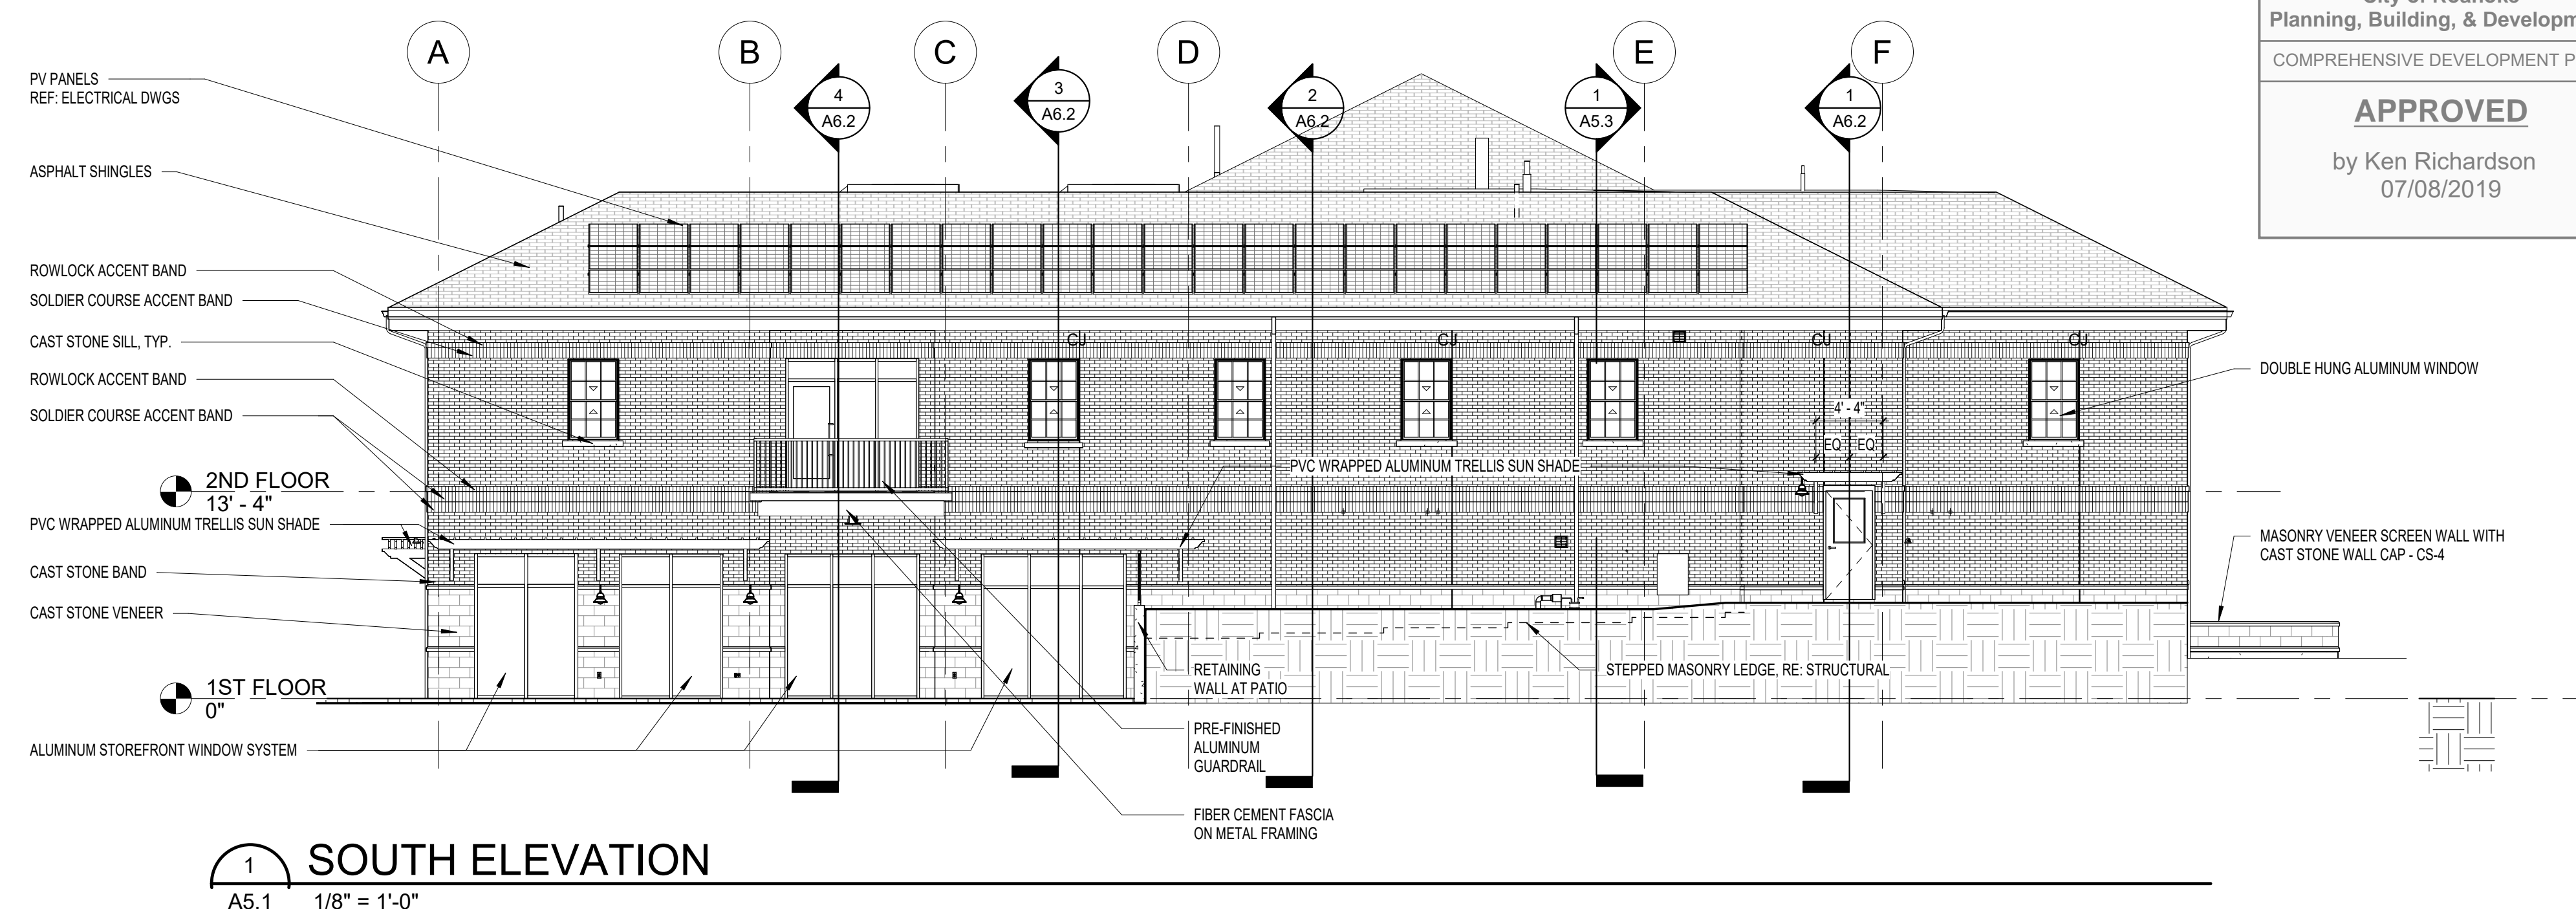 A
B
C
D
E
F
4
A6.2
3
A6.2
2
A6.2
1
A5.3
1
A6.2
Planning, Building, & Developm
COMPREHENSIVE DEVELOPMENT P
APPROVED
by Ken Richardson
07/08/2019
PV PANELS
REF: ELECTRICAL DWGS
ASPHALT SHINGLES
ROWLOCK ACCENT BAND
SOLDIER COURSE ACCENT BAND
CAST STONE SILL, TYP.
ROWLOCK ACCENT BAND
SOLDIER COURSE ACCENT BAND
2ND FLOOR
13' - 4"
PVC WRAPPED ALUMINUM TRELLIS SUN SHADE
CAST STONE BAND
CAST STONE VENEER
1ST FLOOR
0"
ALUMINUM STOREFRONT WINDOW SYSTEM
CJ
CJ
CJ
CJ
4' - 4"
EQ
EQ
PVC WRAPPED ALUMINUM TRELLIS SUN SHADE
DOUBLE HUNG ALUMINUM WINDOW
MASONRY VENEER SCREEN WALL WITH
CAST STONE WALL CAP - CS-4
RETAINING
WALL AT PATIO
STEPPED MASONRY LEDGE, RE: STRUCTURAL
PRE-FINISHED
ALUMINUM
GUARDRAIL
FIBER CEMENT FASCIA
ON METAL FRAMING
1
A5.1
SOUTH ELEVATION
1/8" = 1'-0"